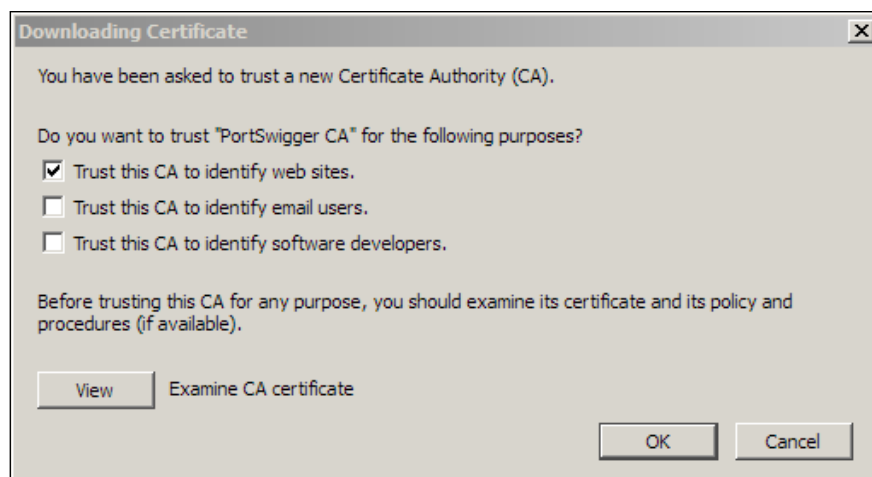 Downloading Certificate
You have been asked to trust a new Certificate Authority (CA).
Do you want to trust "PortSwigger CA" for the following purposes?
Trust this CA to identify web sites.
Trust this CA to identify email users.
Trust this CA to identify software developers.
Before trusting this CA for any purpose, you should examine its certificate and its policy and
procedures (if available).
View Examine CA certificate
OK Cancel